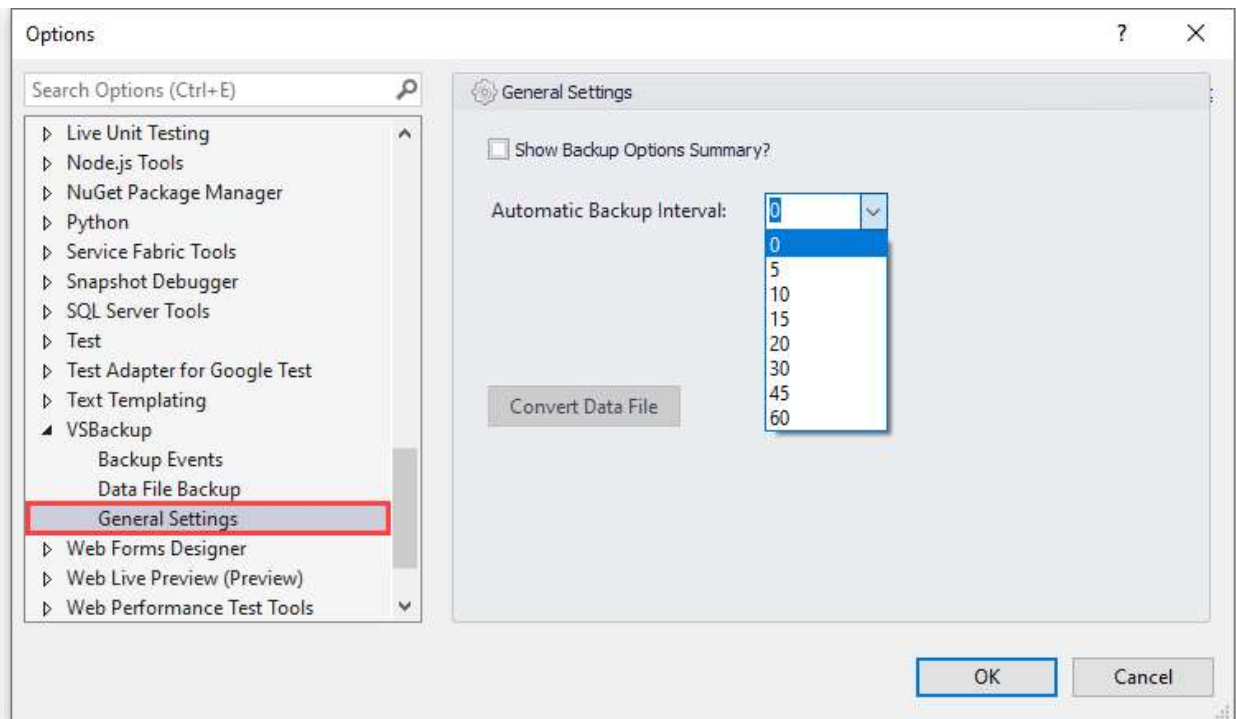 Options
?
Search Options (Ctrl+E)
Live Unit Testing
Node.js Tools
NuGet Package Manager
Python
Service Fabric Tools
Snapshot Debugger
SQL Server Tools
Test
Test Adapter for Google Test
Text Templating
VSBackup
Backup Events
Data File Backup
General Settings
Web Forms Designer
Web Live Preview (Preview)
Web Performance Test Tools
General Settings
Show Backup Options Summary?
Automatic Backup Interval: 0
0
5
10
15
20
30
45
60
Convert Data File
OK Cancel